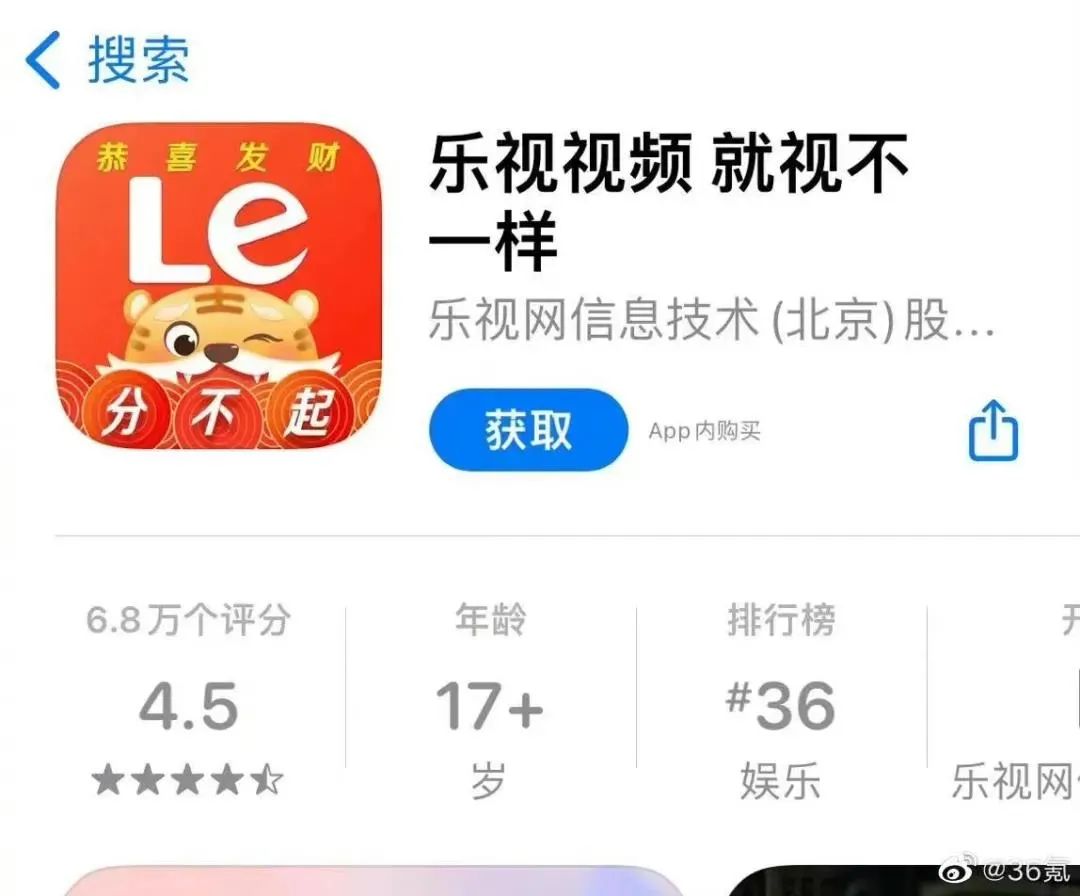 搜索
恭喜发财
Le
分不起
乐视视频 就视不
一样
乐视网信息技术(北京)股...
获取
App内购买
6.8万个评分
年龄
排行榜
开
4.5
17+
#36
岁
娱乐
乐视网
@36氪